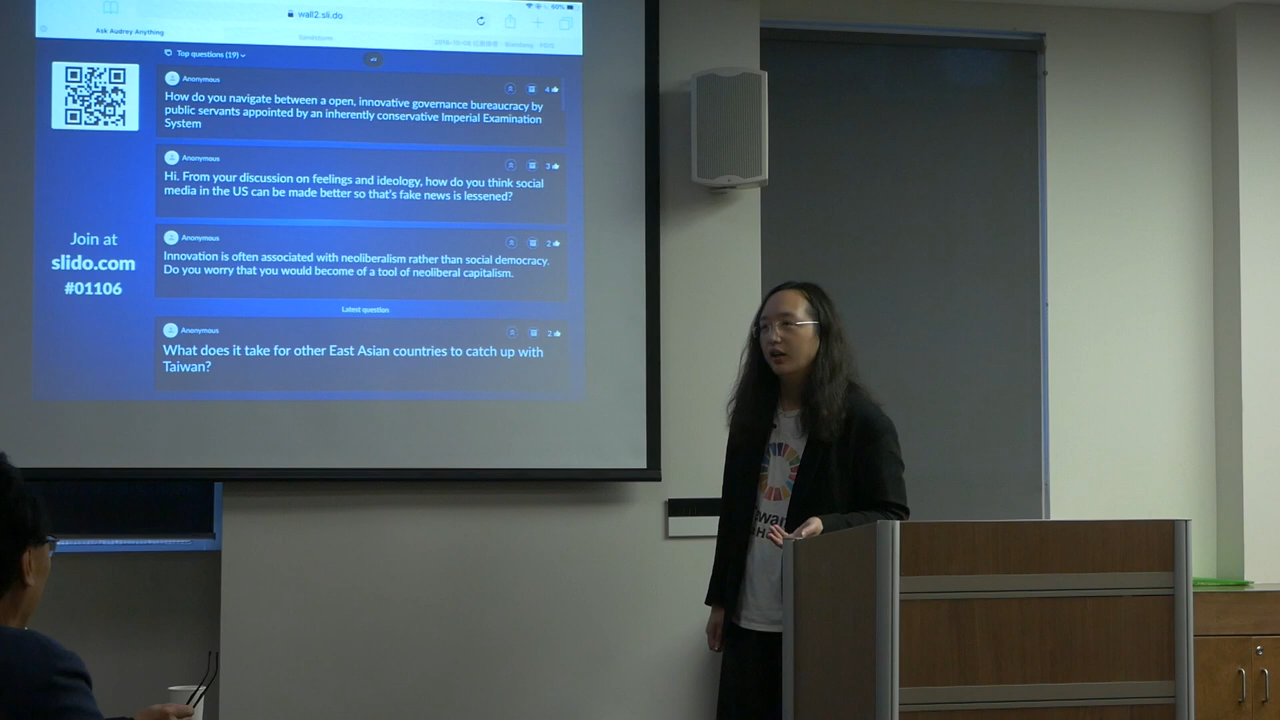 wall2.sli.do
60%
Ask Audrey Anything
Sandstorm
Top questions (19)
Anonymous
4
How do you navigate between a open, innovative governance bureaucracy by
public servants appointed by an inherently conservative Imperial Examination
System
Anonymous
3
Hi. From your discussion on feelings and ideology, how do you think social
media in the US can be made better so that's fake news is lessened?
Anonymous
2
Innovation is often associated with neoliberalism rather than social democracy.
Do you worry that you would become of a tool of neoliberal capitalism.
Latest question
Anonymous
2
What does it take for other East Asian countries to catch up with
Taiwan?
Join at
slido.com
#01106